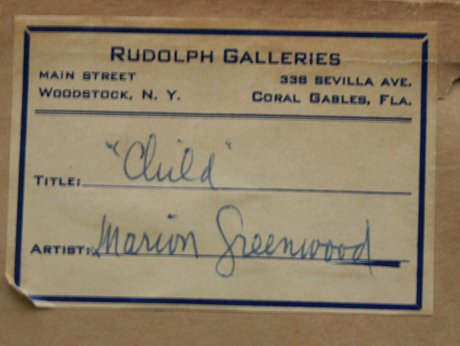 RUDOLPH GALLERIES
MAIN STREET 338 SEVILLA AVE.
WOODSTOCK, N. Y. CORAL GABLES, FLA.
TITLE: "Child"
ARTIST: Marion Greenwood